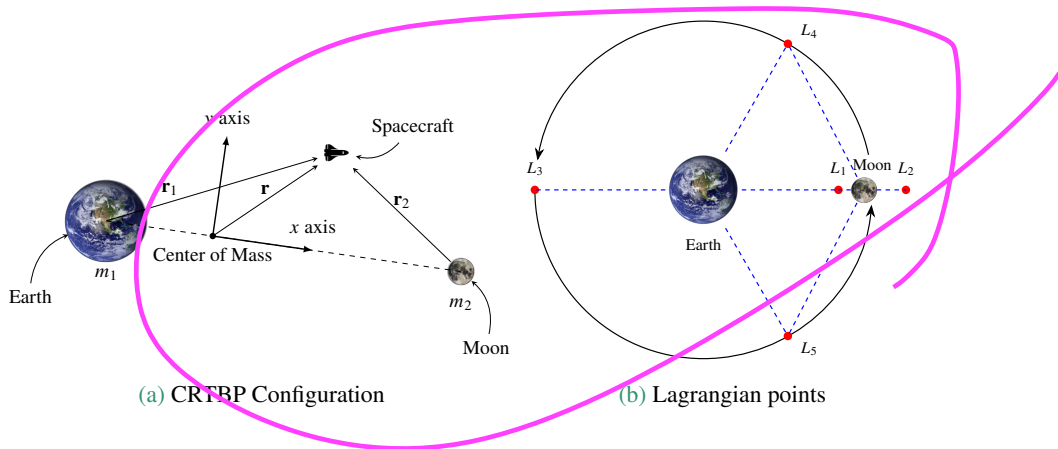 y axis
Spacecraft
r₁
r
r₂
x axis
Center of Mass
m₁
Earth
m₂
Moon
(a) CRTBP Configuration
L₄
L₃
L₁
Moon
L₂
Earth
L₅
(b) Lagrangian points